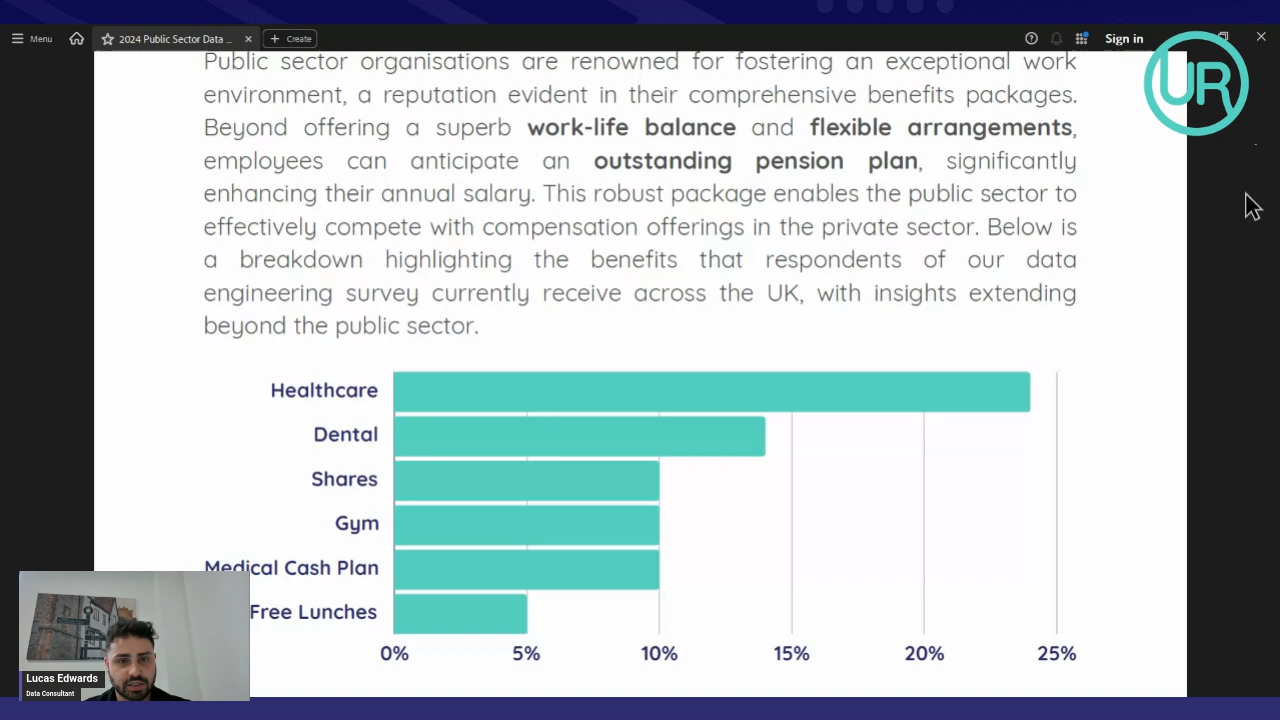 Menu
2024 Public Sector Data ...
Create
Sign in
UR
Public sector organisations are renowned for fostering an exceptional work
environment, a reputation evident in their comprehensive benefits packages.
Beyond offering a superb work-life balance and flexible arrangements,
employees can anticipate an outstanding pension plan, significantly
enhancing their annual salary. This robust package enables the public sector to
effectively compete with compensation offerings in the private sector. Below is
a breakdown highlighting the benefits that respondents of our data
engineering survey currently receive across the UK, with insights extending
beyond the public sector.
Healthcare
Dental
Shares
Gym
Medical Cash Plan
Free Lunches
0% 5% 10% 15% 20% 25%
Lucas Edwards
Data Consultant